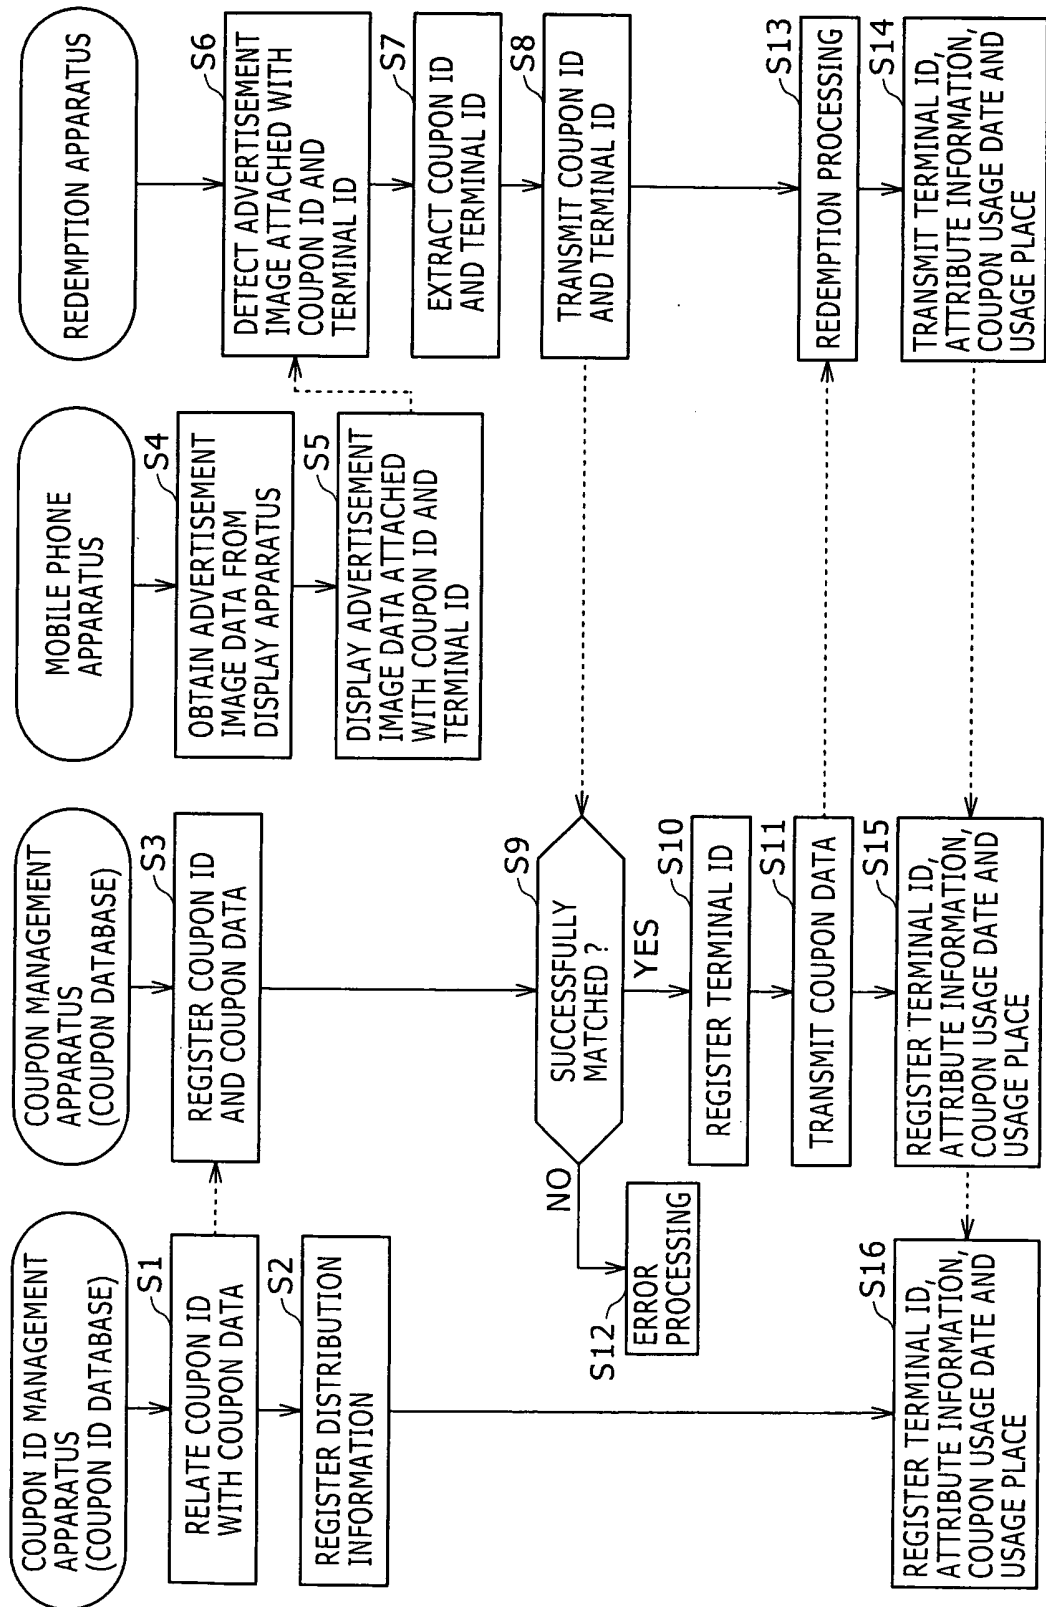 COUPON ID MANAGEMENT
APPARATUS
(COUPON ID DATABASE)
S1
RELATE COUPON ID
WITH COUPON DATA
S2
REGISTER DISTRIBUTION
INFORMATION
S16
REGISTER TERMINAL ID,
ATTRIBUTE INFORMATION,
COUPON USAGE DATE AND
USAGE PLACE
COUPON MANAGEMENT
APPARATUS
(COUPON DATABASE)
S3
REGISTER COUPON ID
AND COUPON DATA
S9
SUCCESSFULLY
MATCHED ?
NO
YES
S12
ERROR
PROCESSING
S10
REGISTER TERMINAL ID
S11
TRANSMIT COUPON DATA
S15
REGISTER TERMINAL ID,
ATTRIBUTE INFORMATION,
COUPON USAGE DATE AND
USAGE PLACE
MOBILE PHONE
APPARATUS
S4
OBTAIN ADVERTISEMENT
IMAGE DATA FROM
DISPLAY APPARATUS
S5
DISPLAY ADVERTISEMENT
IMAGE DATA ATTACHED
WITH COUPON ID AND
TERMINAL ID
REDEMPTION APPARATUS
S6
DETECT ADVERTISEMENT
IMAGE ATTACHED WITH
COUPON ID AND
TERMINAL ID
S7
EXTRACT COUPON ID
AND TERMINAL ID
S8
TRANSMIT COUPON ID
AND TERMINAL ID
S13
REDEMPTION PROCESSING
S14
TRANSMIT TERMINAL ID,
ATTRIBUTE INFORMATION,
COUPON USAGE DATE AND
USAGE PLACE